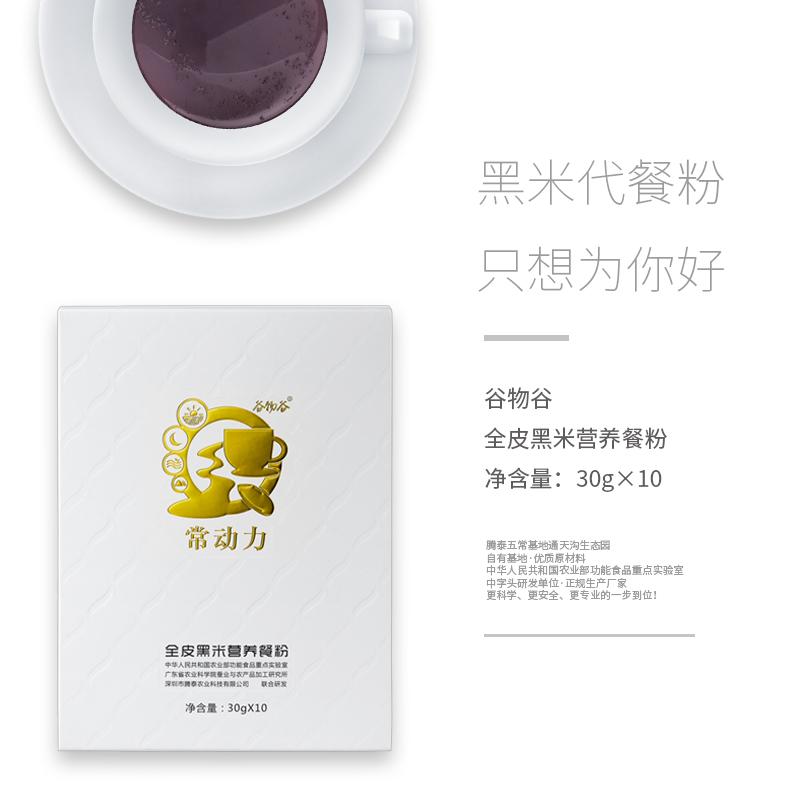 黑米代餐粉
只想为你好
谷物谷
全皮黑米营养餐粉
净含量：30g×10
腾泰五常基地通天沟生态园
自有基地·优质原材料
中华人民共和国农业部功能食品重点实验室
中字头研发单位·正规生产厂家
更科学、更安全、更专业的一步到位！
谷物谷®
常动力
全皮黑米营养餐粉
中华人民共和国农业部功能食品重点实验室
广东省农业科学院蚕业与农产品加工研究所
深圳市腾泰农业科技有限公司 联合研发
净含量：30gX10